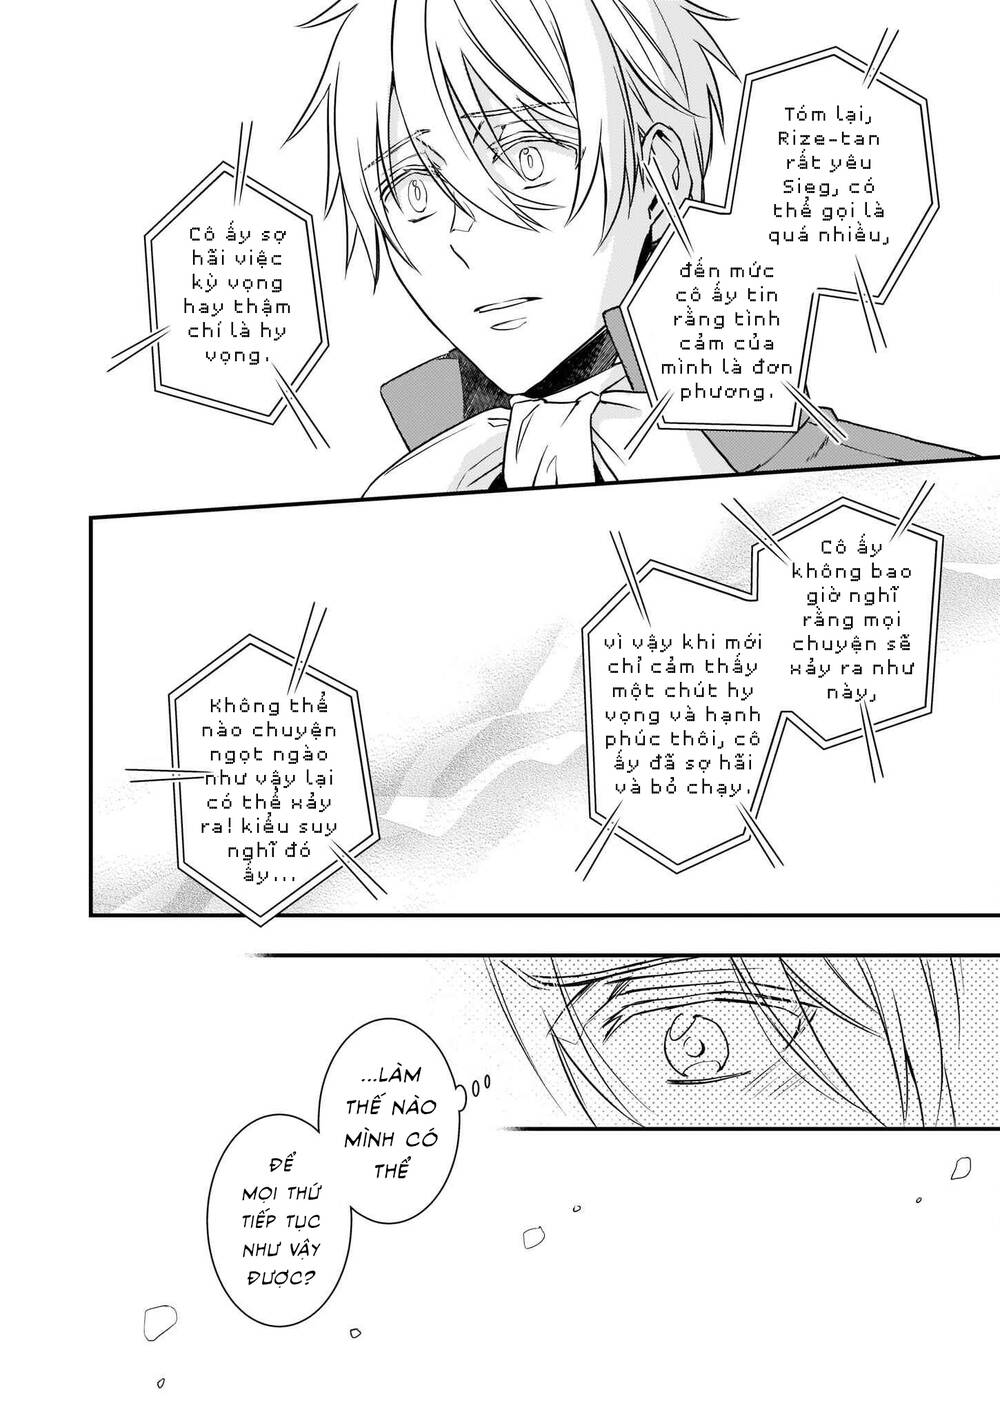 Tóm lại,
Rize-tan
rất yêu
Sieg, có
thể gọi là
quá nhiều,
đến mức
cô ấy tin
rằng tình
cảm của
mình là đơn
phương.
Cô ấy sợ
hãi việc
kỳ vọng
hay thậm
chí là hy
vọng.
Cô ấy
không bao
giờ nghĩ
rằng mọi
chuyện sẽ
xảy ra như
này,
vì vậy khi mới
chỉ cảm thấy
một chút hy
vọng và hạnh
phúc thôi, cô
ấy đã sợ hãi
và bỏ chạy.
Không thể
nào chuyện
ngọt ngào
như vậy lại
có thể xảy
ra! kiểu suy
nghĩ đó
ấy...
...LÀM
THẾ NÀO
MÌNH CÓ
THỂ
ĐỂ
MỌI THỨ
TIẾP TỤC
NHƯ VẬY
ĐƯỢC?